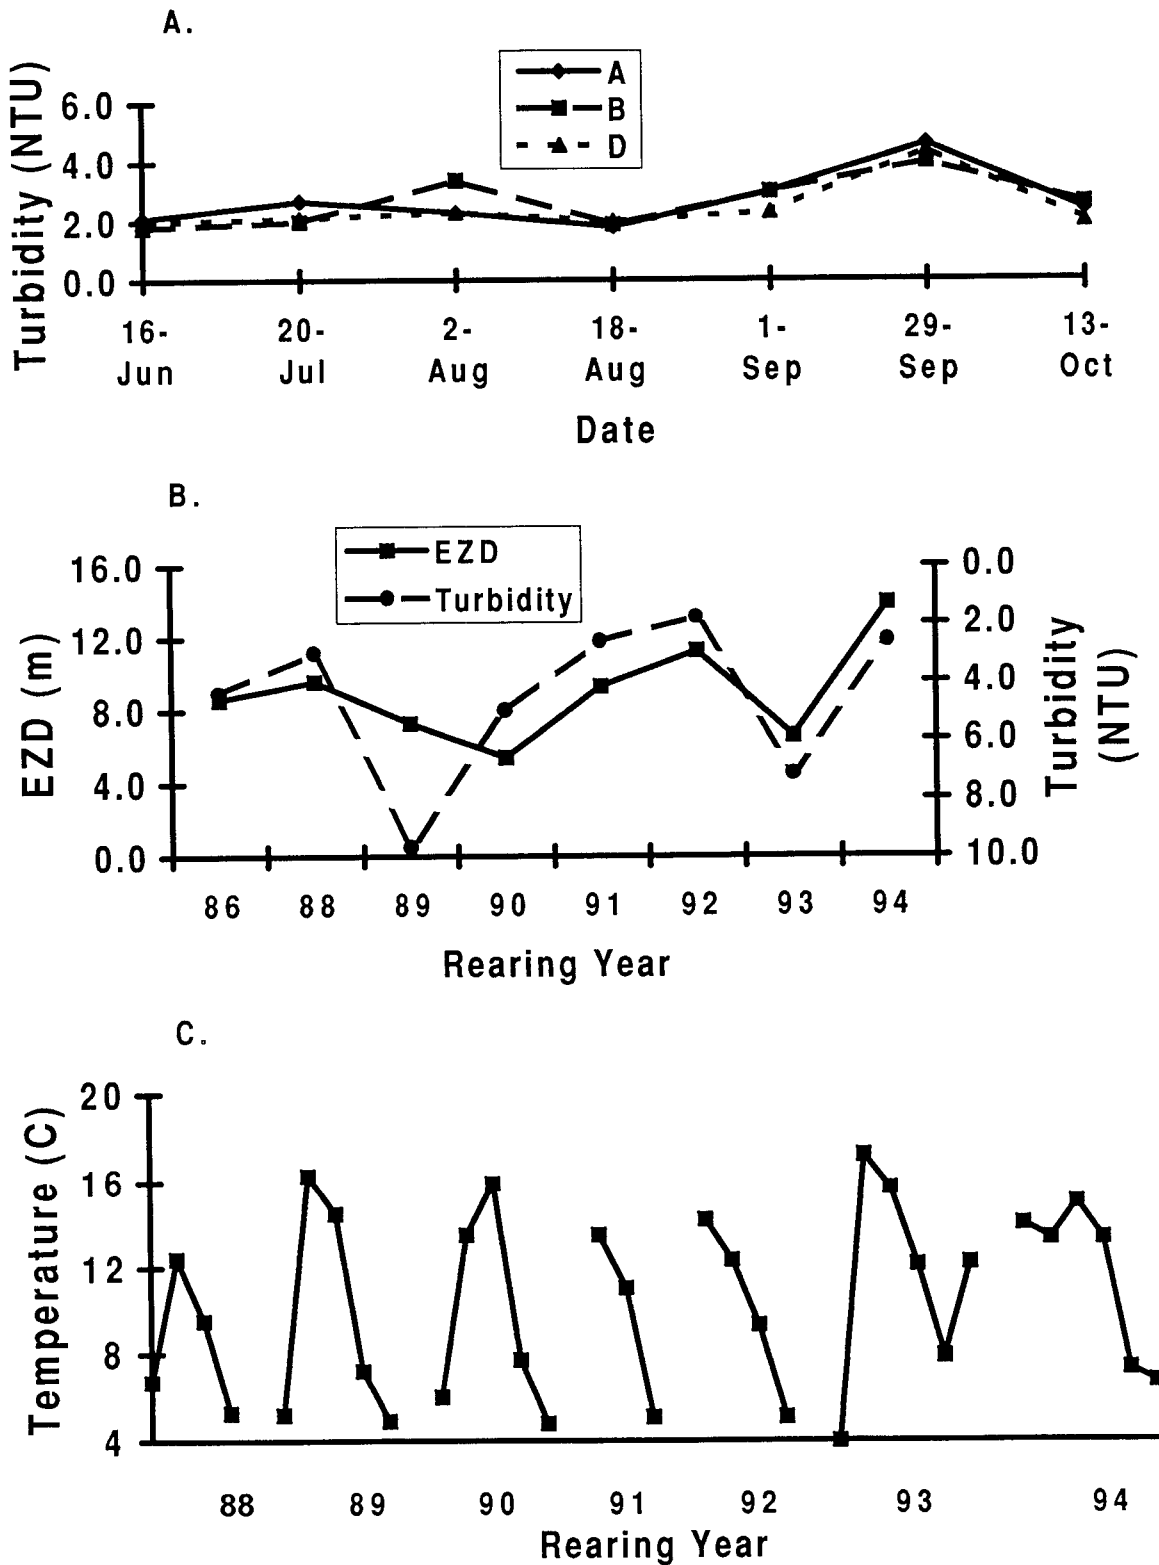 A.
A
B
D
Turbidity (NTU)
6.0
4.0
2.0
0.0
16-Jun
20-Jul
2-Aug
18-Aug
1-Sep
29-Sep
13-Oct
Date
B.
EZD
Turbidity
EZD (m)
16.0
12.0
8.0
4.0
0.0
0.0
2.0
4.0
6.0
8.0
10.0
Turbidity
(NTU)
86 88 89 90 91 92 93 94
Rearing Year
C.
Temperature (C)
20
16
12
8
4
88 89 90 91 92 93 94
Rearing Year